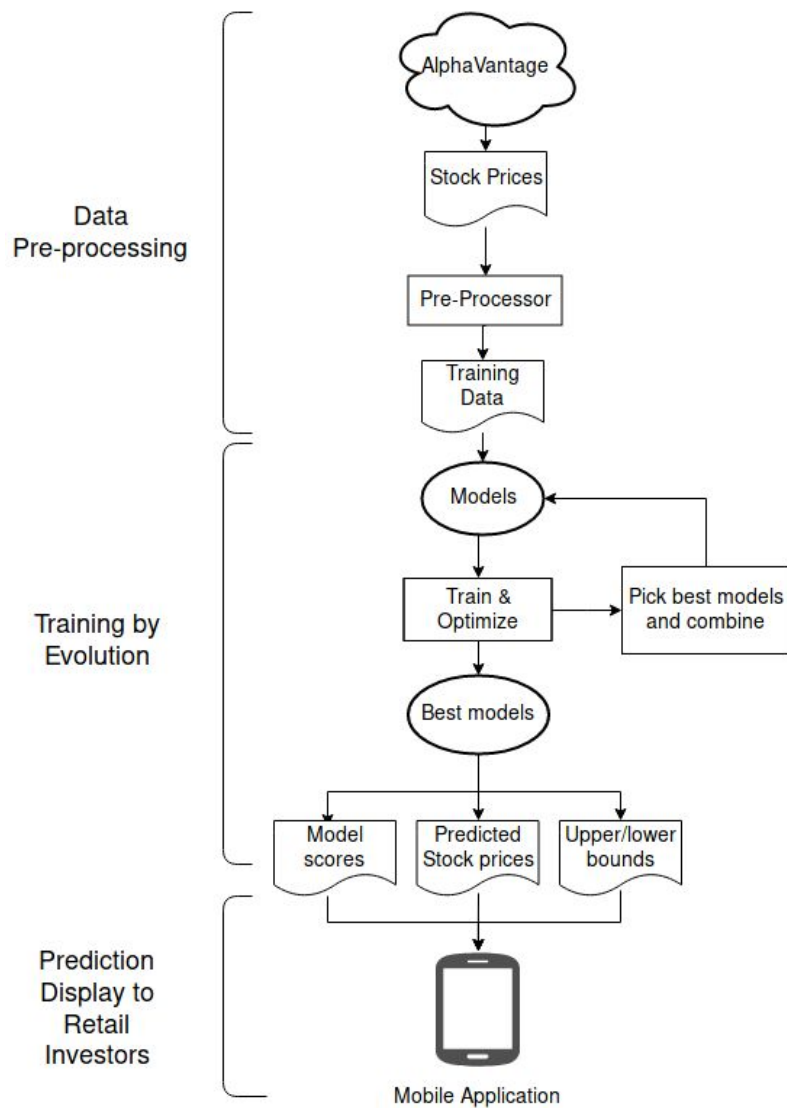 AlphaVantage
Stock Prices
Data
Pre-processing
Pre-Processor
Training
Data
Models
Train &
Optimize
Pick best models
and combine
Training by
Evolution
Best models
Model
scores
Predicted
Stock prices
Upper/lower
bounds
Prediction
Display to
Retail
Investors
Mobile Application